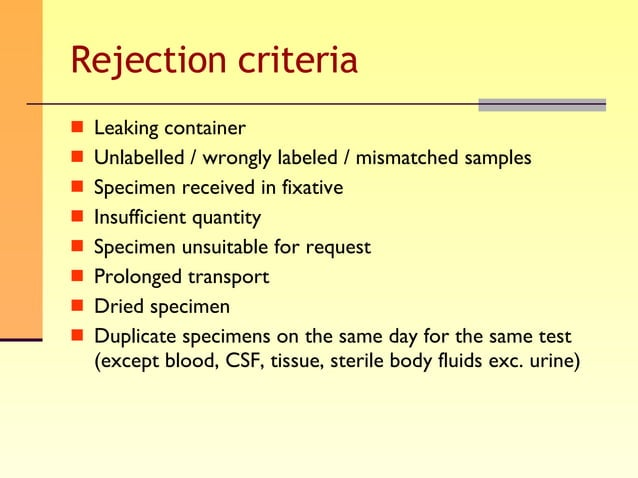 Rejection criteria
Leaking container
Unlabelled / wrongly labeled / mismatched samples
Specimen received in fixative
Insufficient quantity
Specimen unsuitable for request
Prolonged transport
Dried specimen
Duplicate specimens on the same day for the same test
(except blood, CSF, tissue, sterile body fluids exc. urine)